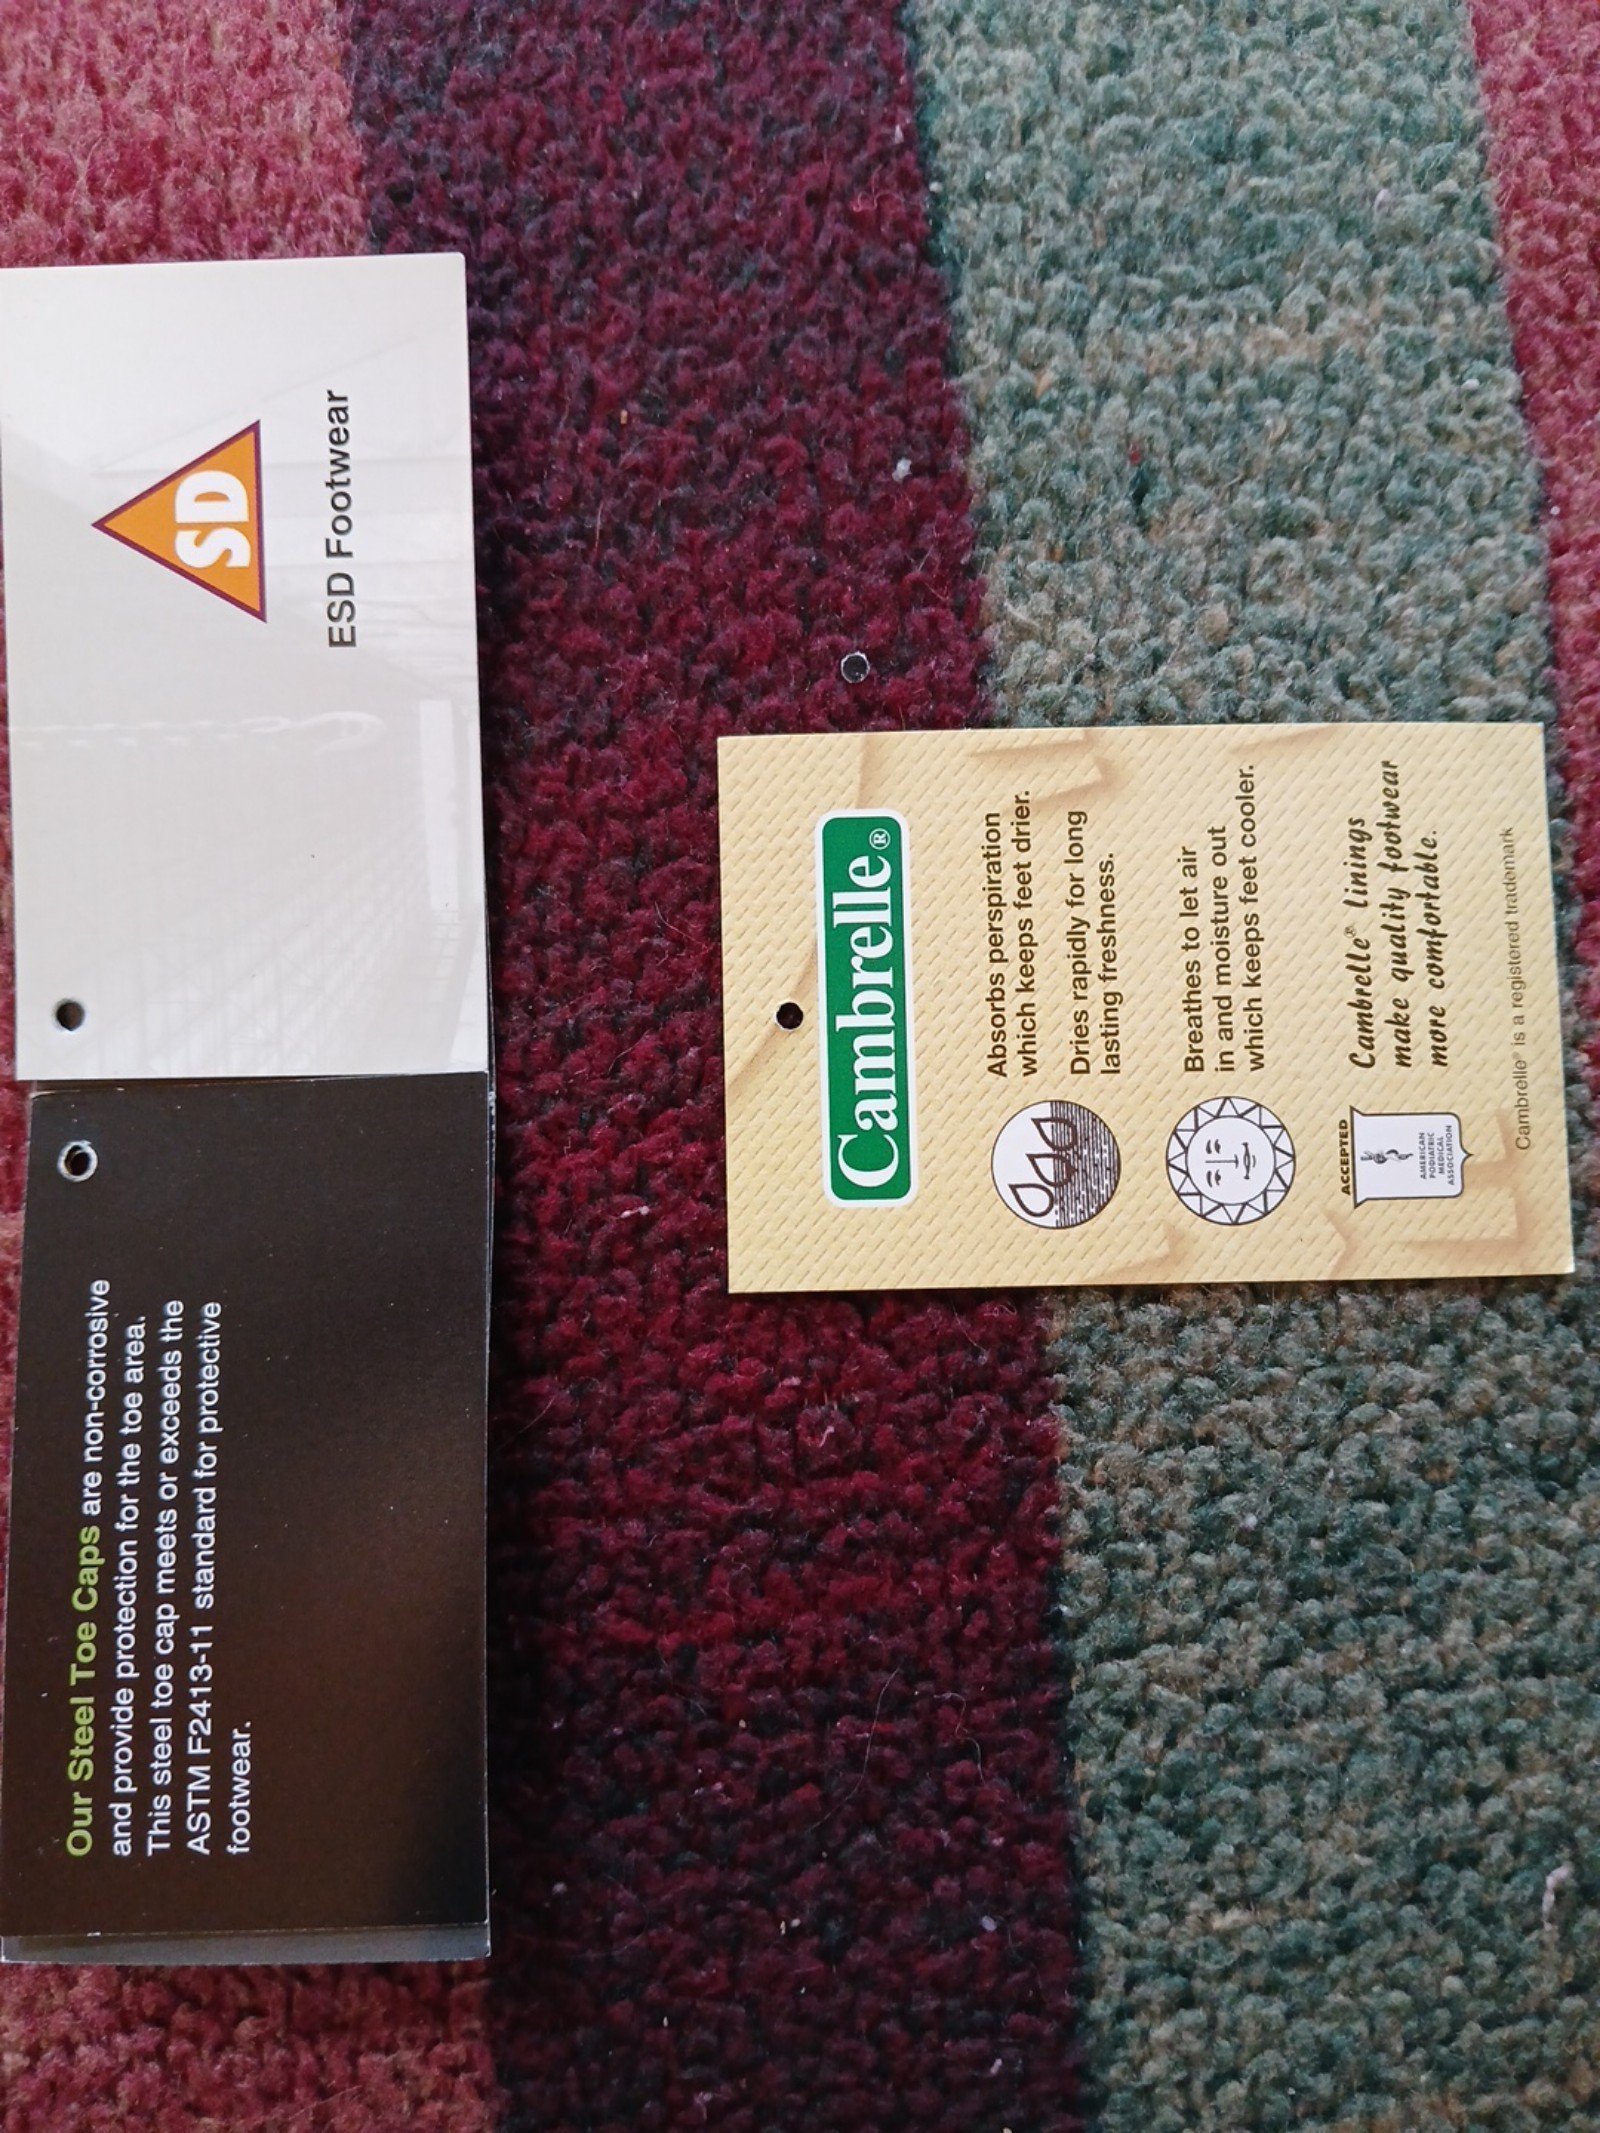 SD
ESD Footwear
Our Steel Toe Caps are non-corrosive
and provide protection for the toe area.
This steel toe cap meets or exceeds the
ASTM F2413-11 standard for protective
footwear.
Cambrelle®
Absorbs perspiration
which keeps feet drier.
Dries rapidly for long
lasting freshness.
Breathes to let air
in and moisture out
which keeps feet cooler.
ACCEPTED
AMERICAN
PODIATRIC
MEDICAL
ASSOCIATION
Cambrelle® linings
make quality footwear
more comfortable.
Cambrelle® is a registered trademark